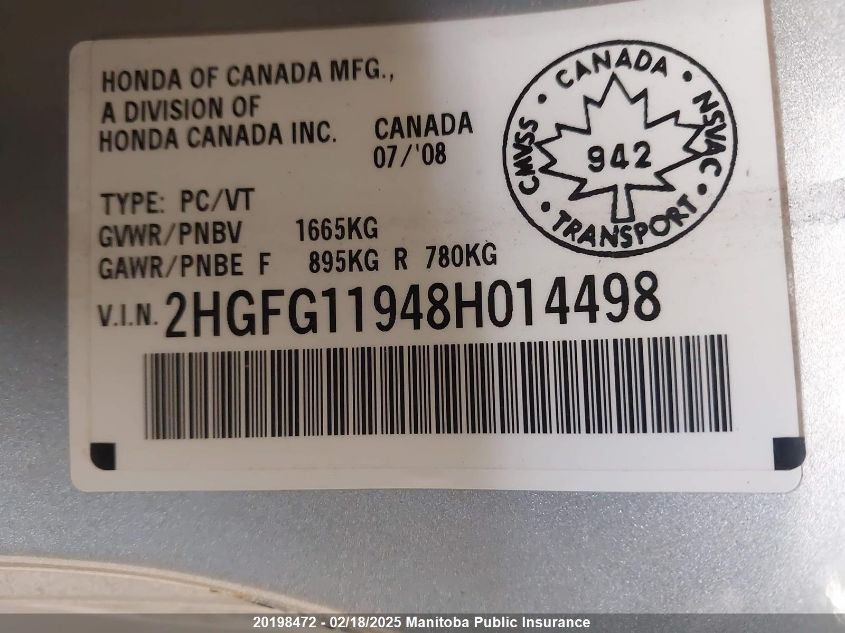 HONDA OF CANADA MFG.,
A DIVISION OF
HONDA CANADA INC.
CANADA
07/'08
TYPE: PC/VT
GVWR/PNBV 1665KG
GAWR/PNBE F 895KG R 780KG
V.I.N. 2HGFG11948H014498
CANADA • NSVAC • TRANSPORT • CMVSS •
942
20198472 - 02/18/2025 Manitoba Public Insurance